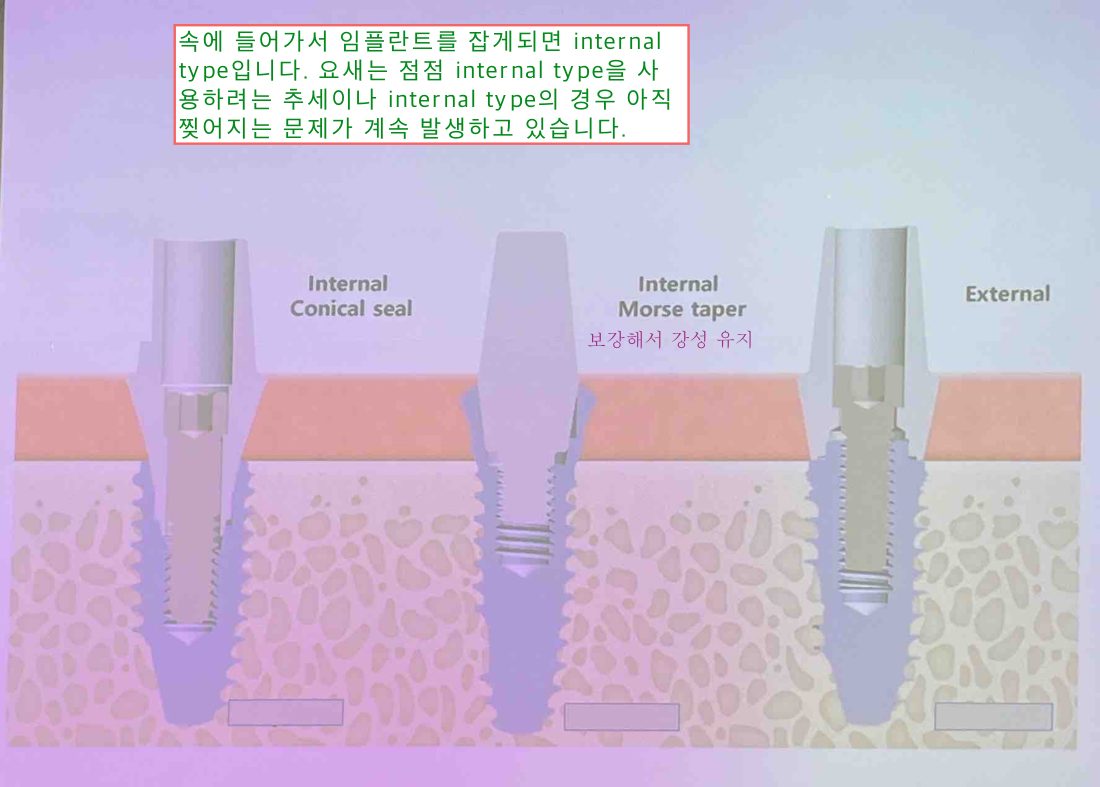 속에 들어가서 임플란트를 잡게되면 internal
type입니다. 요새는 점점 internal type을 사
용하려는 추세이나 internal type의 경우 아직
찢어지는 문제가 계속 발생하고 있습니다.
Internal
Conical seal
Internal
Morse taper
보강해서 강성 유지
External